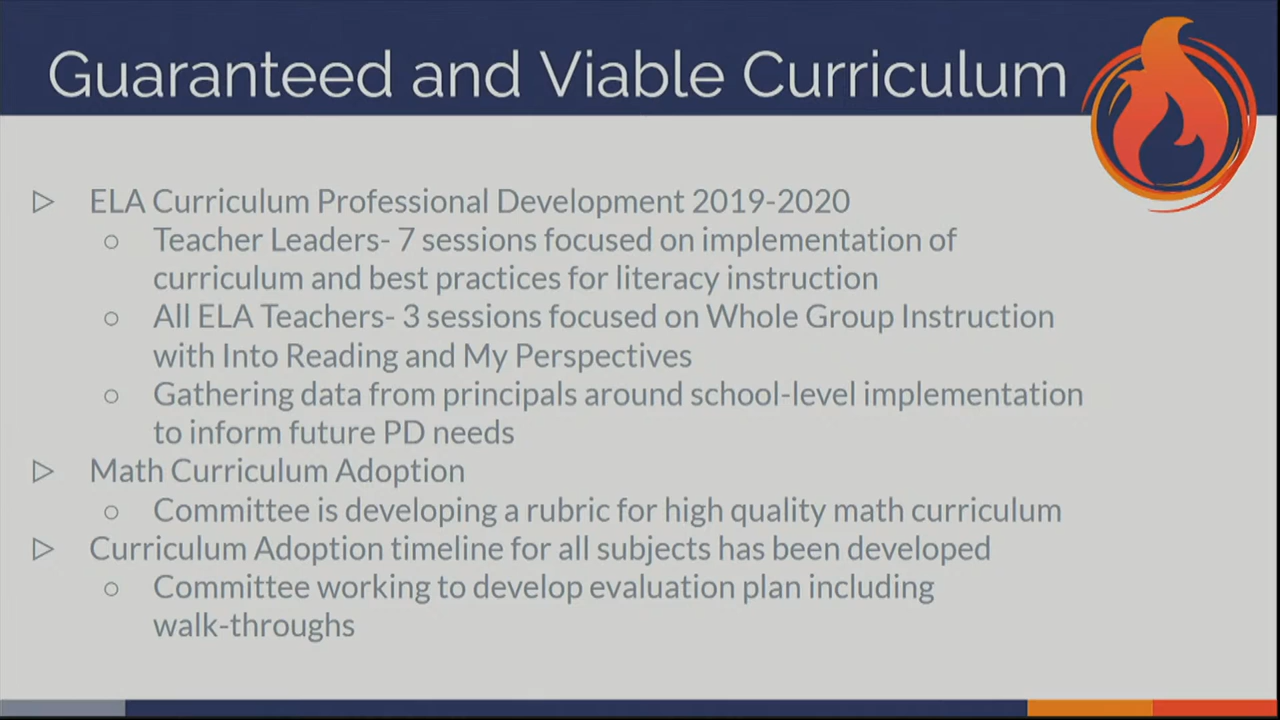 Guaranteed and Viable Curriculum
ELA Curriculum Professional Development 2019-2020
Teacher Leaders- 7 sessions focused on implementation of
curriculum and best practices for literacy instruction
All ELA Teachers- 3 sessions focused on Whole Group Instruction
with Into Reading and My Perspectives
Gathering data from principals around school-level implementation
to inform future PD needs
Math Curriculum Adoption
Committee is developing a rubric for high quality math curriculum
Curriculum Adoption timeline for all subjects has been developed
Committee working to develop evaluation plan including
walk-throughs